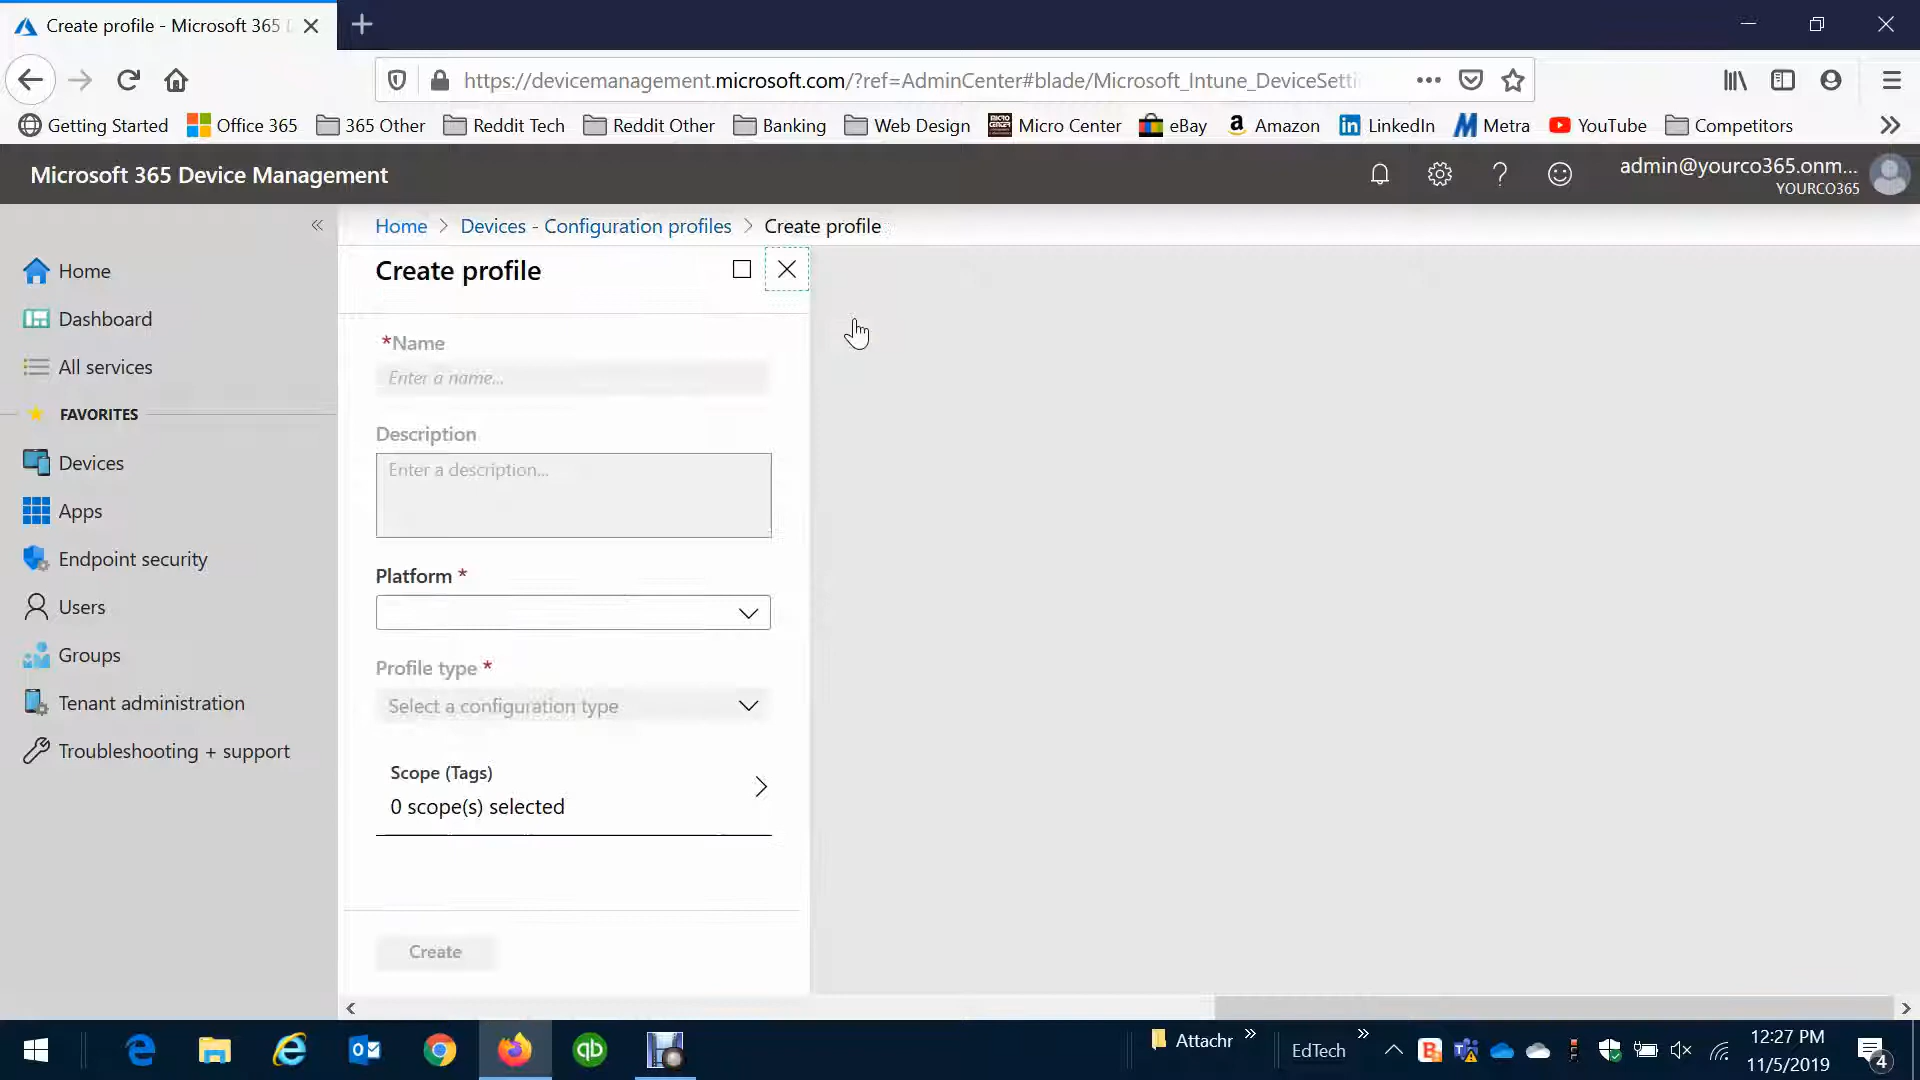 Create profile - Microsoft 365
https://devicemanagement.microsoft.com/?ref=AdminCenter#blade/Microsoft_Intune_DeviceSetti
Getting Started Office 365 365 Other Reddit Tech Reddit Other Banking Web Design Micro Center eBay Amazon LinkedIn Metra YouTube Competitors
Microsoft 365 Device Management
admin@yourco365.onm...
YOURCO365
Home > Devices - Configuration profiles > Create profile
Home
Dashboard
All services
FAVORITES
Devices
Apps
Endpoint security
Users
Groups
Tenant administration
Troubleshooting + support
Create profile
*Name
Enter a name...
Description
Enter a description...
Platform *
Profile type *
Select a configuration type
Scope (Tags)
0 scope(s) selected
Create
Attachr
EdTech
12:27 PM
11/5/2019
4